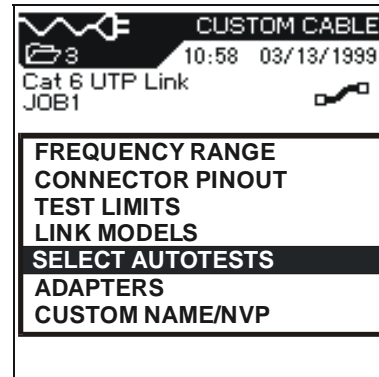 CUSTOM CABLE
3 10:58 03/13/1999
Cat 6 UTP Link
JOB1
FREQUENCY RANGE
CONNECTOR PINOUT
TEST LIMITS
LINK MODELS
SELECT AUTOTESTS
ADAPTERS
CUSTOM NAME/NVP